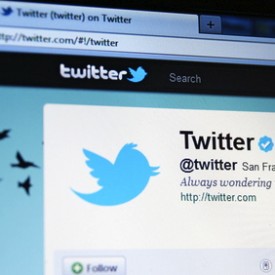 Twitter (twitter) on Twitter
ttp://twitter.com/#!/twitter
twitter Search
Twitter
@twitter San Fra
Always wondering
http://twitter.com
Follow